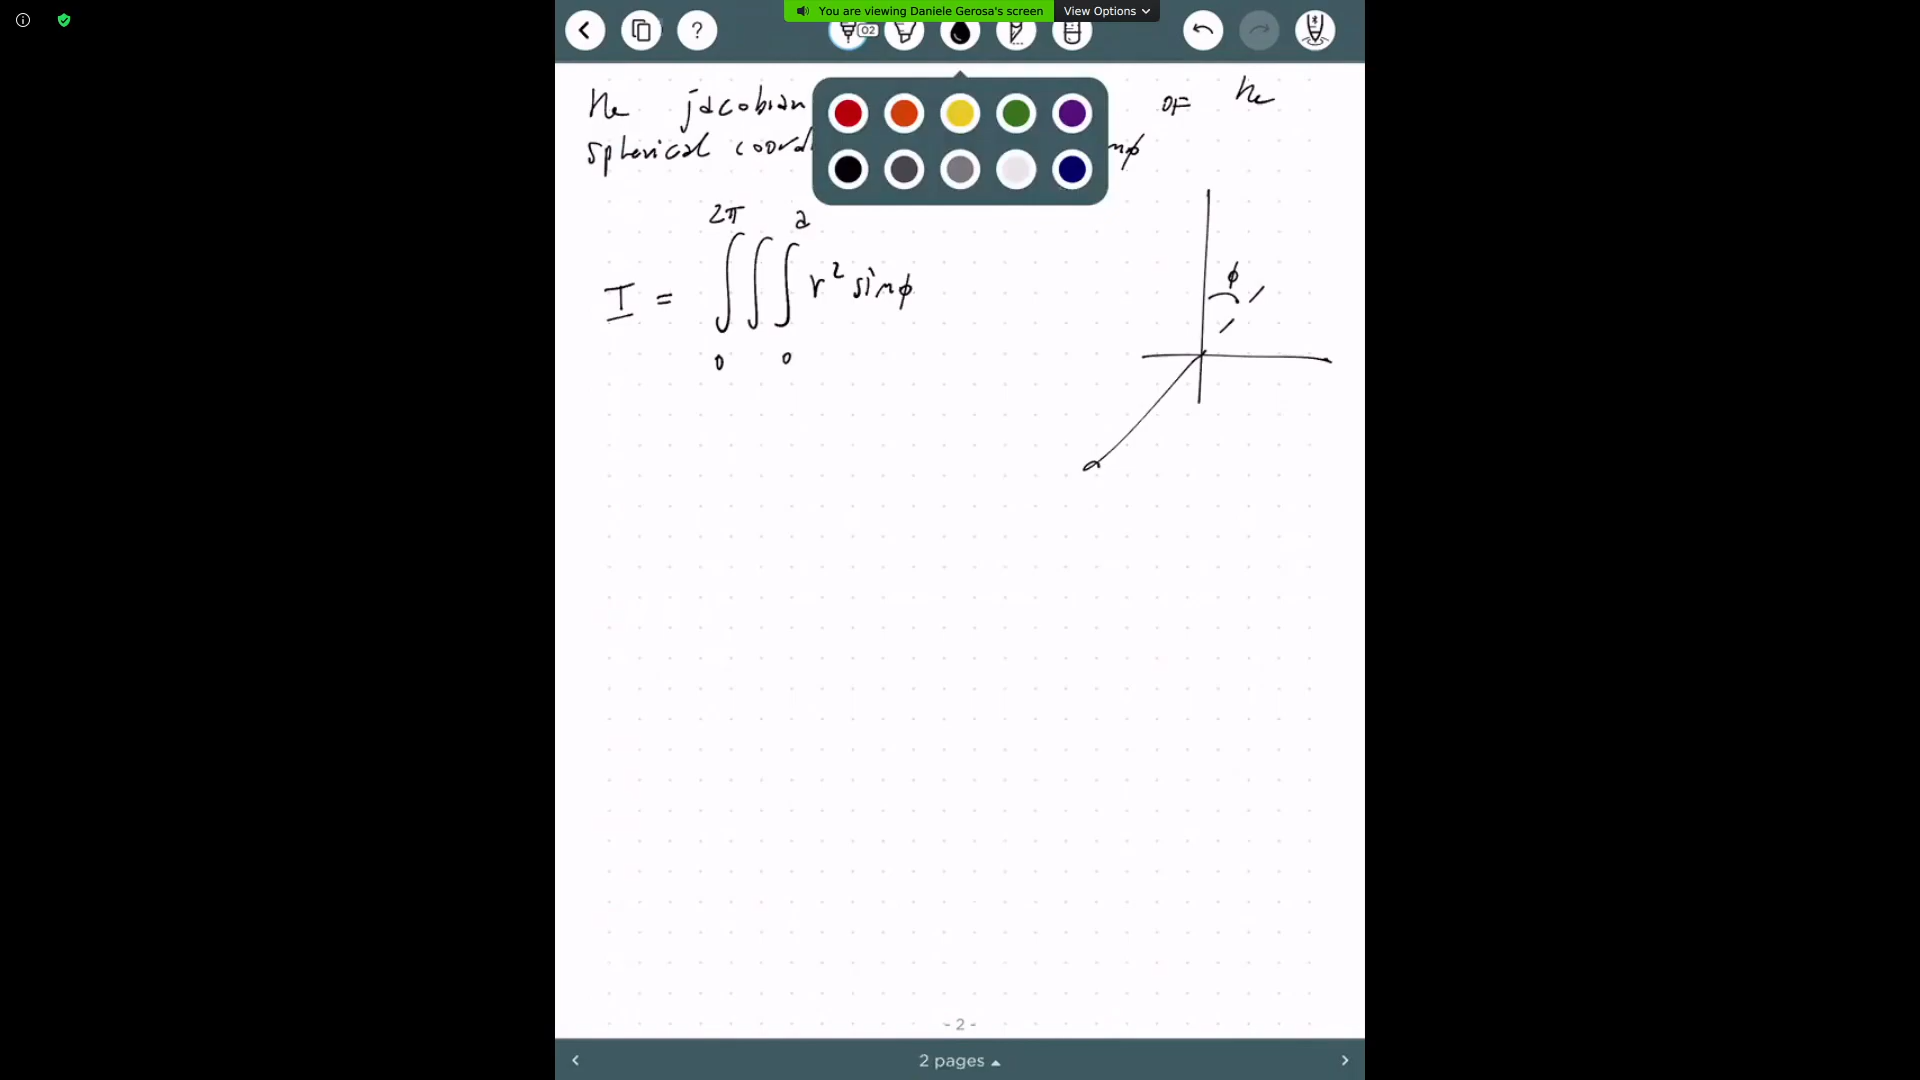 You are viewing Daniele Gerosa's screen
View Options
02
?
the jacobian of the
spherical coord
2π a
I = ∫∫∫ r² sinϕ
0 0
ϕ
- 2 -
2 pages